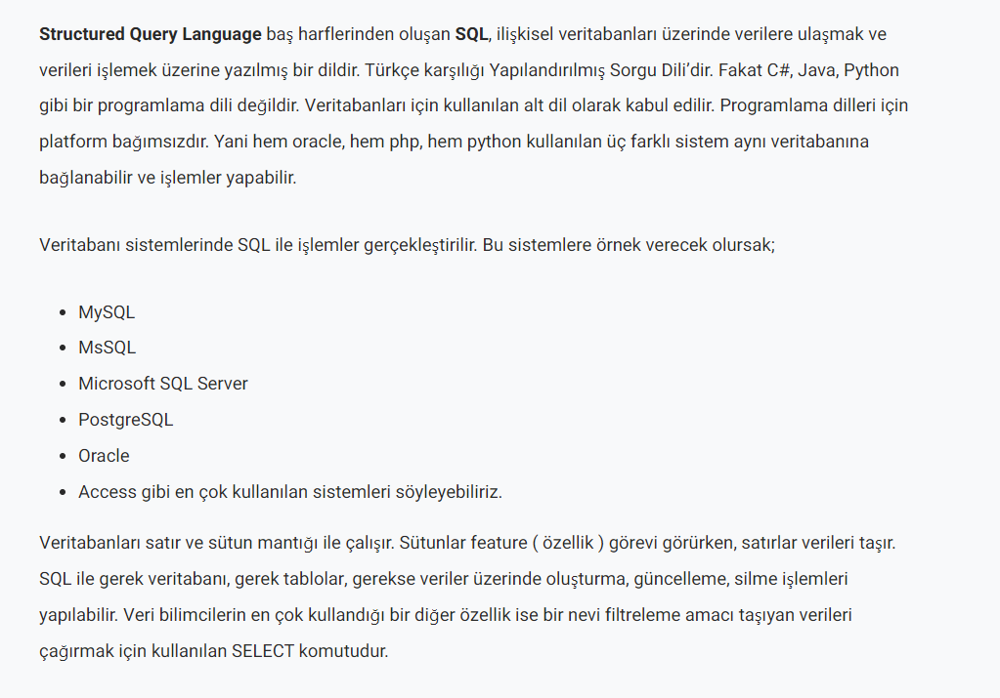 Structured Query Language baş harflerinden oluşan SQL, ilişkisel veritabanları üzerinde verilere ulaşmak ve
verileri işlemek üzerine yazılmış bir dildir. Türkçe karşılığı Yapılandırılmış Sorgu Dili’dir. Fakat C#, Java, Python
gibi bir programlama dili değildir. Veritabanları için kullanılan alt dil olarak kabul edilir. Programlama dilleri için
platform bağımsızdır. Yani hem oracle, hem php, hem python kullanılan üç farklı sistem aynı veritabanına
bağlanabilir ve işlemler yapabilir.
Veritabanı sistemlerinde SQL ile işlemler gerçekleştirilir. Bu sistemlere örnek verecek olursak;
• MySQL
• MsSQL
• Microsoft SQL Server
• PostgreSQL
• Oracle
• Access gibi en çok kullanılan sistemleri söyleyebiliriz.
Veritabanları satır ve sütun mantığı ile çalışır. Sütunlar feature ( özellik ) görevi görürken, satırlar verileri taşır.
SQL ile gerek veritabanı, gerek tablolar, gerekse veriler üzerinde oluşturma, güncelleme, silme işlemleri
yapılabilir. Veri bilimcilerin en çok kullandığı bir diğer özellik ise bir nevi filtreleme amacı taşıyan verileri
çağırmak için kullanılan SELECT komutudur.